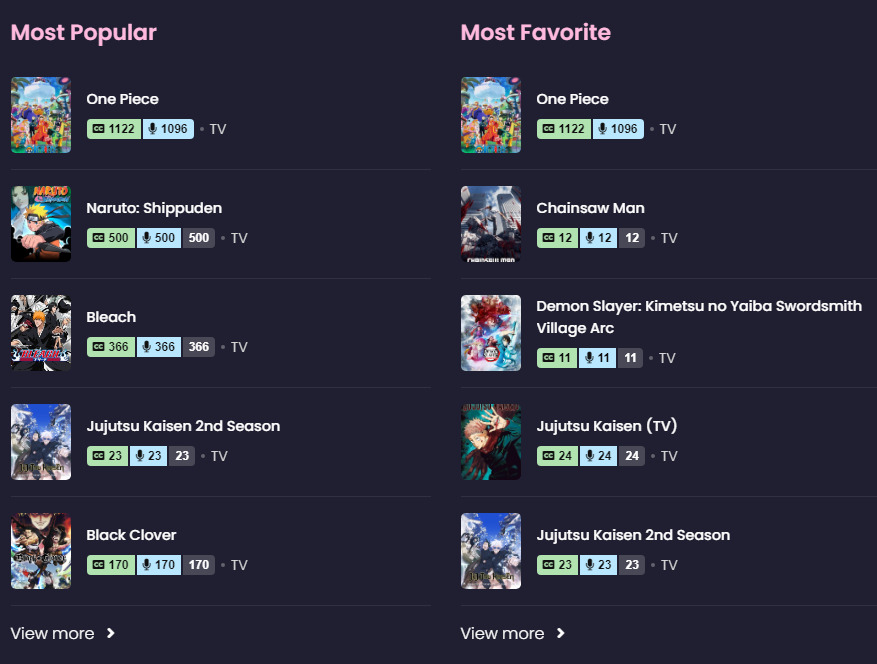 Most Popular
One Piece
CC 1122 1096 • TV
Naruto: Shippuden
CC 500 500 500 • TV
Bleach
CC 366 366 366 • TV
Jujutsu Kaisen 2nd Season
CC 23 23 23 • TV
Black Clover
CC 170 170 170 • TV
View more
Most Favorite
One Piece
CC 1122 1096 • TV
Chainsaw Man
CHAINSAW MAN
CC 12 12 12 • TV
Demon Slayer: Kimetsu no Yaiba Swordsmith
Village Arc
CC 11 11 11 • TV
Jujutsu Kaisen (TV)
CC 24 24 24 • TV
Jujutsu Kaisen 2nd Season
CC 23 23 23 • TV
View more